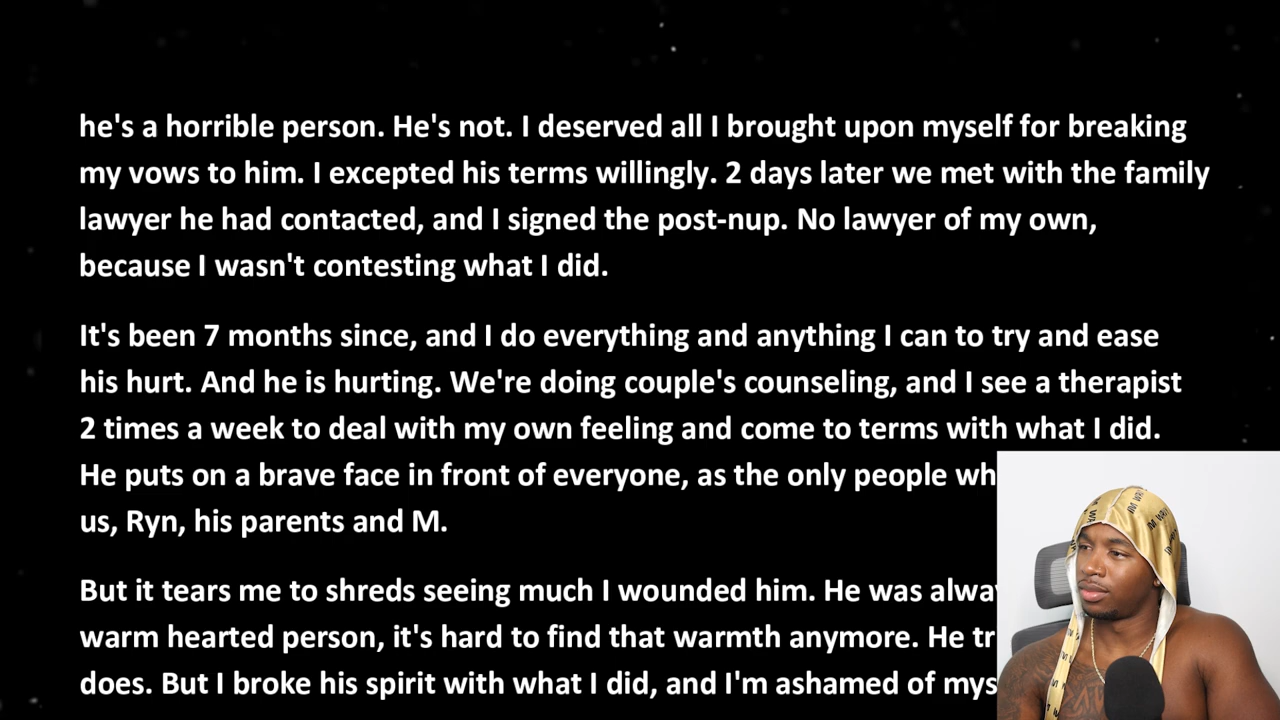 he's a horrible person. He's not. I deserved all I brought upon myself for breaking
my vows to him. I excepted his terms willingly. 2 days later we met with the family
lawyer he had contacted, and I signed the post-nup. No lawyer of my own,
because I wasn't contesting what I did.
It's been 7 months since, and I do everything and anything I can to try and ease
his hurt. And he is hurting. We're doing couple's counseling, and I see a therapist
2 times a week to deal with my own feeling and come to terms with what I did.
He puts on a brave face in front of everyone, as the only people
us, Ryn, his parents and M.
But it tears me to shreds seeing much I wounded him. He was
warm hearted person, it's hard to find that warmth anymore. He
does. But I broke his spirit with what I did, and I'm ashamed of